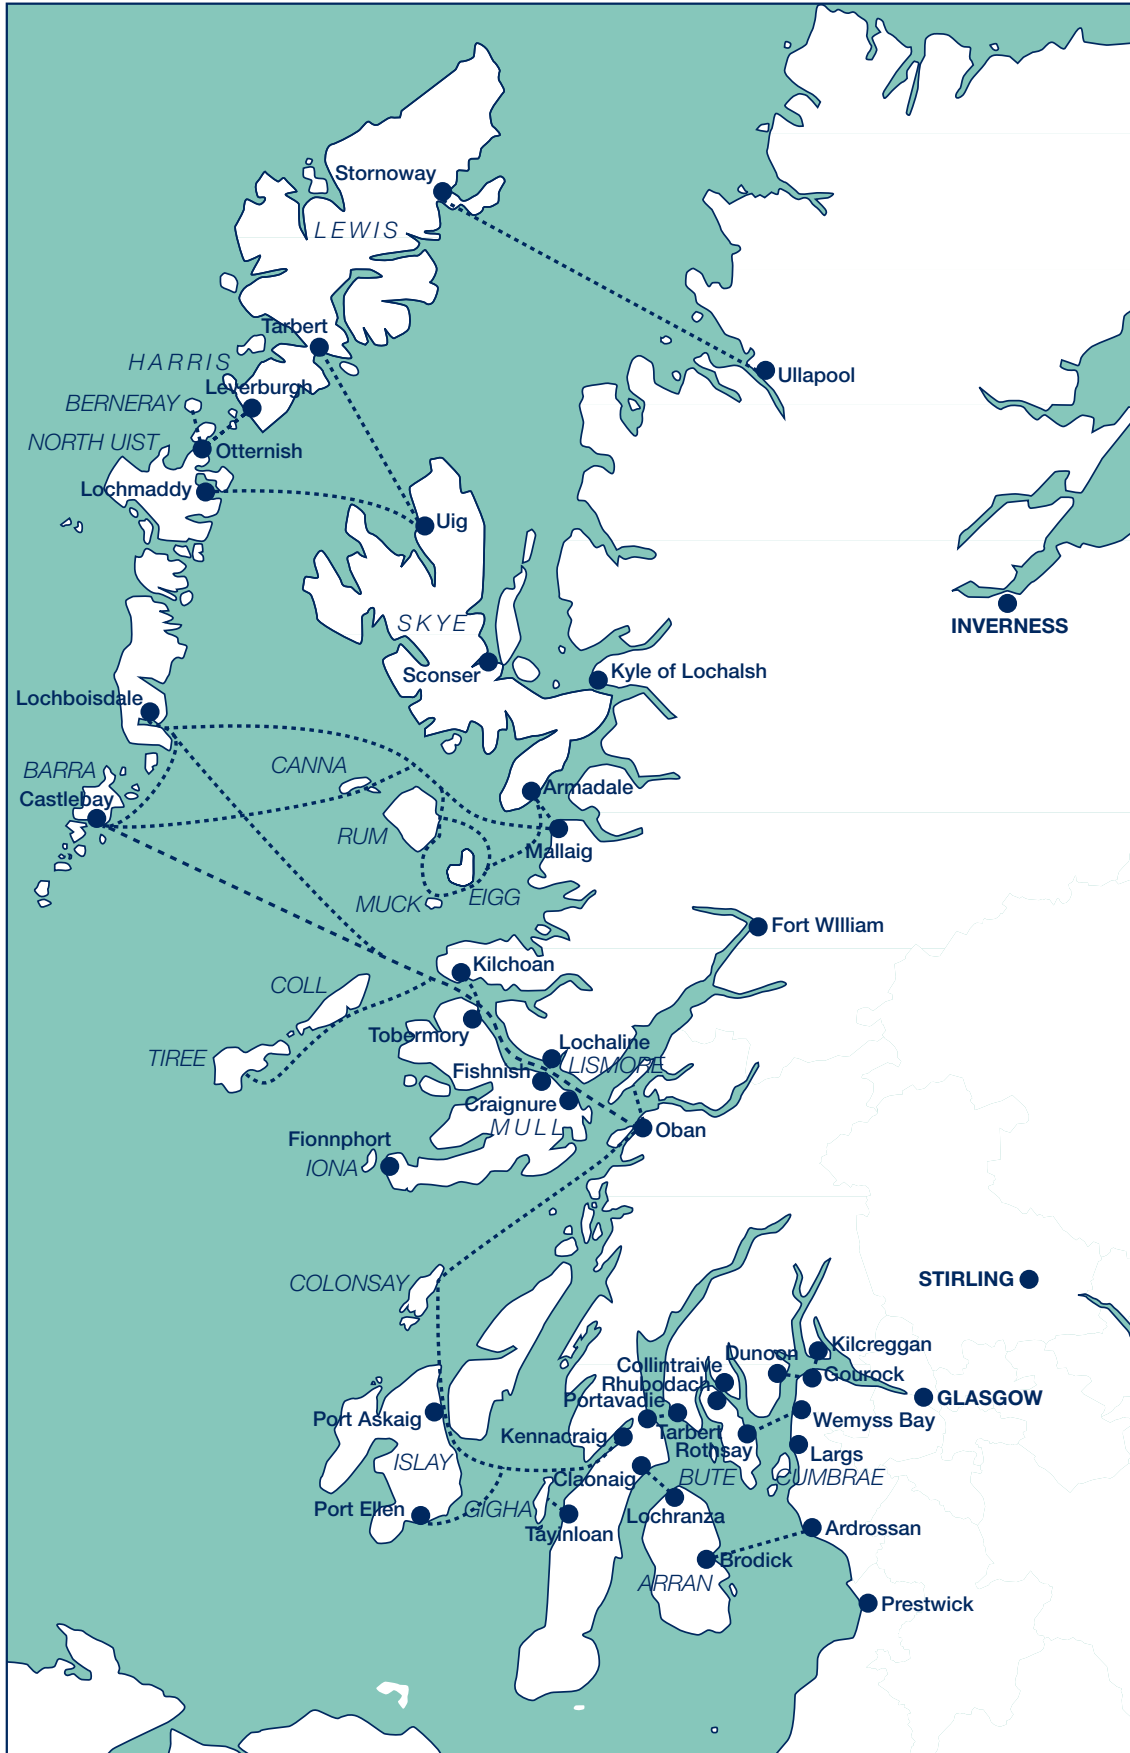 Stornoway
LEWIS
Tarbert
HARRIS
Ullapool
Leverburgh
BERNERAY
NORTH UIST
Otternish
Lochmaddy
Uig
INVERNESS
SKYE
Sconser
Kyle of Lochalsh
Lochboisdale
CANNA
BARRA
Armadale
Castlebay
RUM
Mallaig
EIGG
MUCK
Fort WIlliam
Kilchoan
COLL
Tobermory
Lochaline
TIREE
LISMORE
Fishnish
Craignure
MULL
Oban
Fionnphort
IONA
COLONSAY
STIRLING
Kilcreggan
Dunoon
Collintraive
Gourock
Rhubodach
GLASGOW
Portavadie
Port Askaig
Wemyss Bay
Tarbert
Kennacraig
Rothsay
Largs
ISLAY
Claonaig
BUTE
CUMBRAE
Port Ellen
GIGHA
Lochranza
Tayinloan
Ardrossan
Brodick
ARRAN
Prestwick